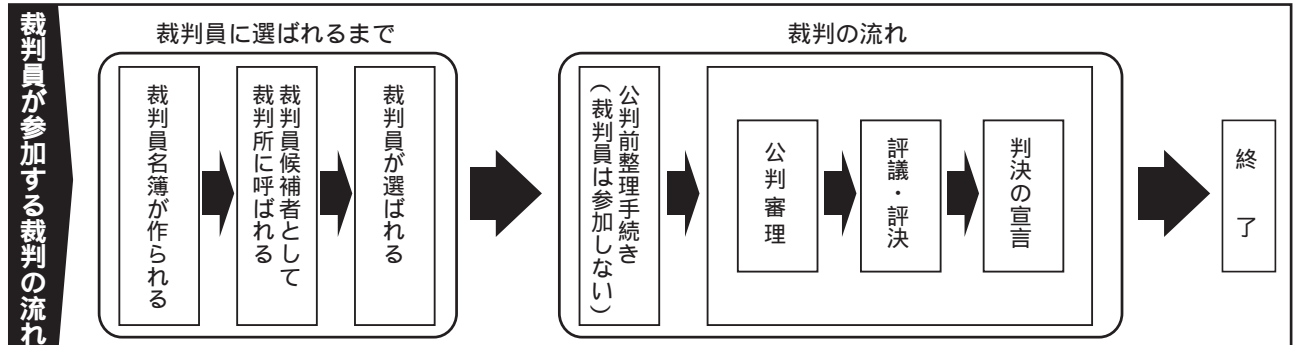 裁判員が参加する裁判の流れ
裁判員に選ばれるまで
裁判員名簿が作られる
裁判員候補者として
裁判所に呼ばれる
裁判員が選ばれる
裁判の流れ
公判前整理手続き
(裁判員は参加しない)
公判審理
評議・評決
判決の宣言
終了